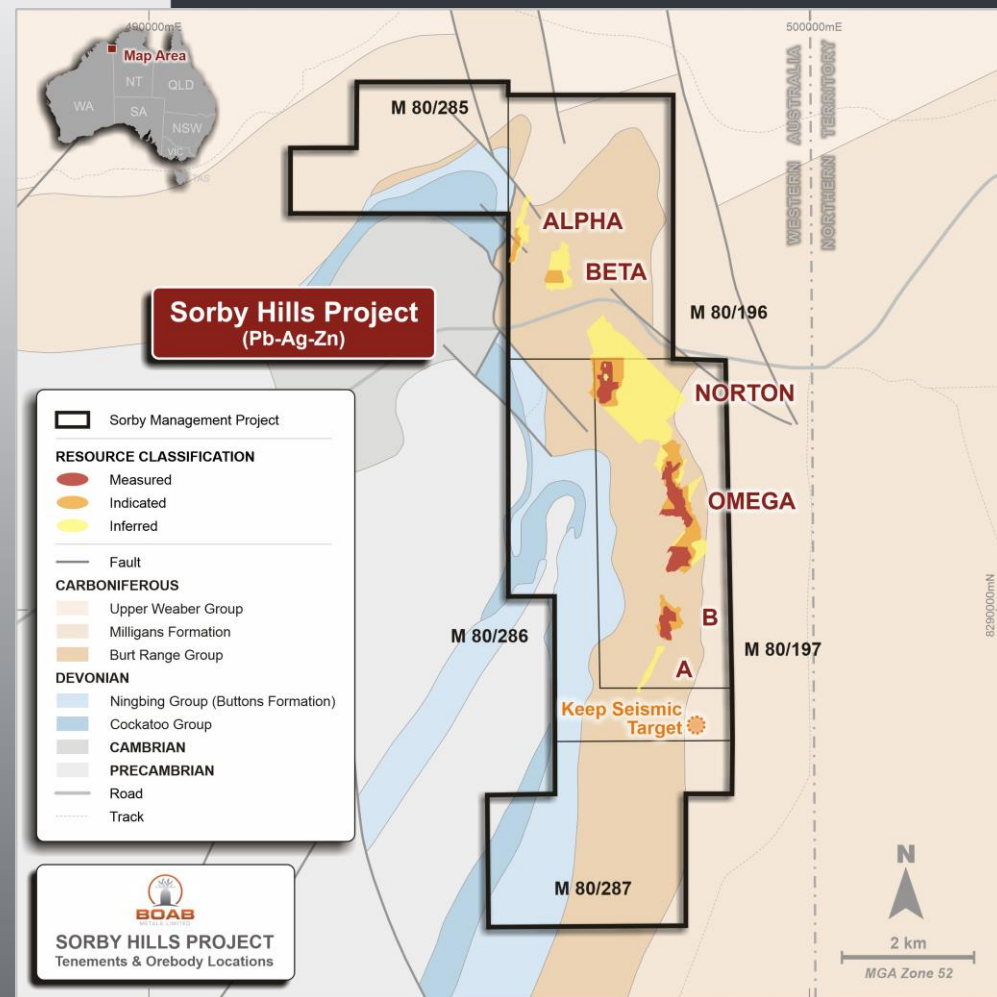 490000mE
500000mE
Map Area
NT
QLD
WA
SA
NSW
VIC
TAS
WESTERN AUSTRALIA
NORTHERN TERRITORY
M 80/285
ALPHA
BETA
Sorby Hills Project
(Pb-Ag-Zn)
M 80/196
NORTON
OMEGA
B
M 80/286
M 80/197
A
Keep Seismic
Target
M 80/287
8290000mN
Sorby Management Project
RESOURCE CLASSIFICATION
Measured
Indicated
Inferred
Fault
CARBONIFEROUS
Upper Weaber Group
Milligans Formation
Burt Range Group
DEVONIAN
Ningbing Group (Buttons Formation)
Cockatoo Group
CAMBRIAN
PRECAMBRIAN
Road
Track
BOAB
METALS LIMITED
SORBY HILLS PROJECT
Tenements & Orebody Locations
N
2 km
MGA Zone 52